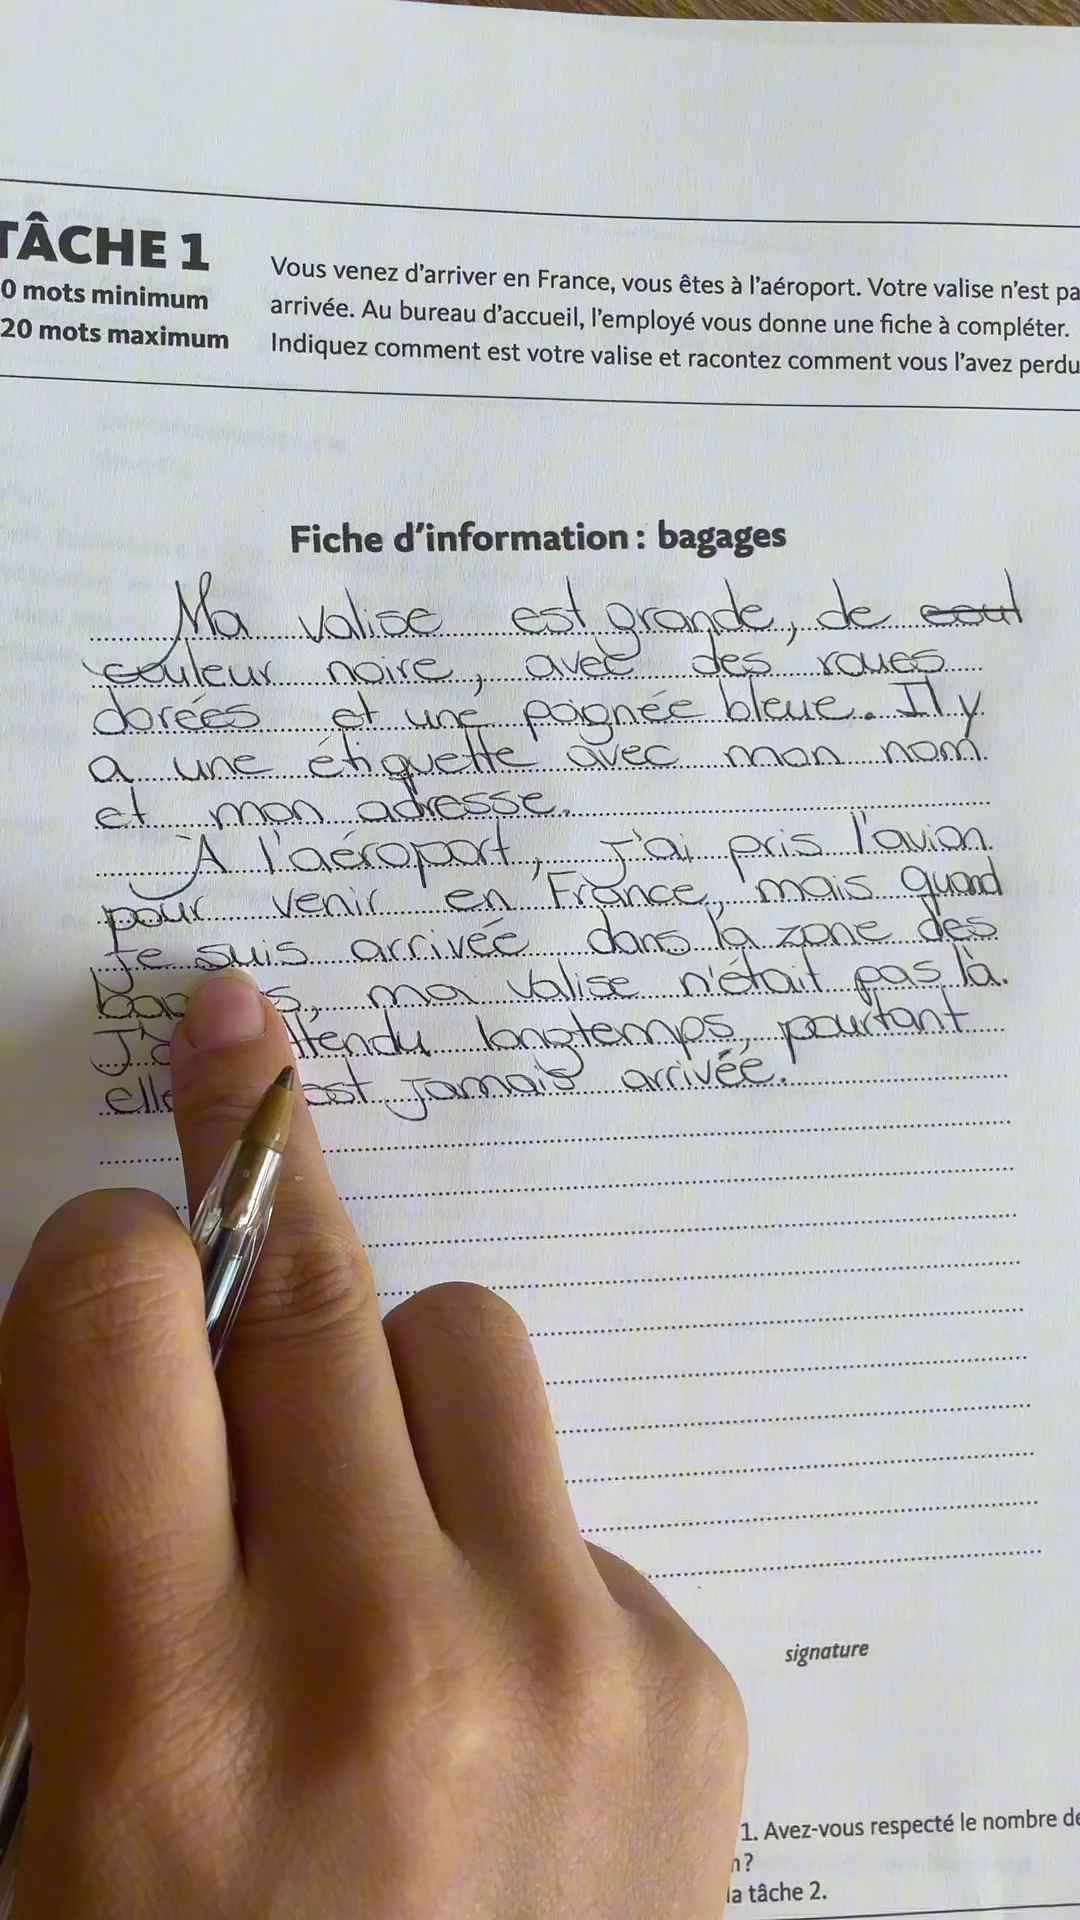 TÂCHE 1
0 mots minimum
20 mots maximum
Vous venez d'arriver en France, vous êtes à l'aéroport. Votre valise n'est pa
arrivée. Au bureau d'accueil, l'employé vous donne une fiche à compléter.
Indiquez comment est votre valise et racontez comment vous l'avez perdu
Fiche d'information : bagages
Ma valise est grande, de coul
couleur noire, avec des roues
dorées et une poignée bleue. Il y
a une étiquette avec mon nom
et mon adresse.
À l'aéroport, j'ai pris l'avion
pour venir en France, mais quand
je suis arrivée dans la zone des
ma valise n'était pas là.
longtemps, pourtant
elle est jamais arrivée.
signature
1. Avez-vous respecté le nombre de
n ?
la tâche 2.